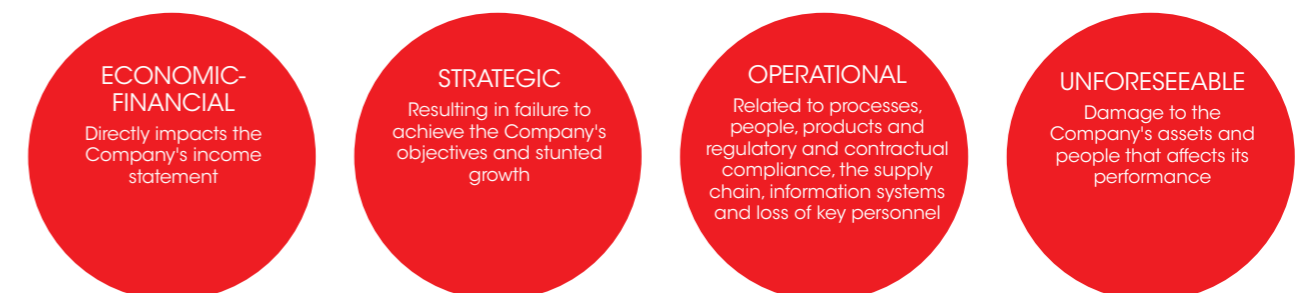 ECONOMIC-
FINANCIAL
Directly impacts the
Company's income
statement
STRATEGIC
Resulting in failure to
achieve the Company's
objectives and stunted
growth
OPERATIONAL
Related to processes,
people, products and
regulatory and contractual
compliance, the supply
chain, information systems
and loss of key personnel
UNFORESEEABLE
Damage to the
Company's assets and
people that affects its
performance